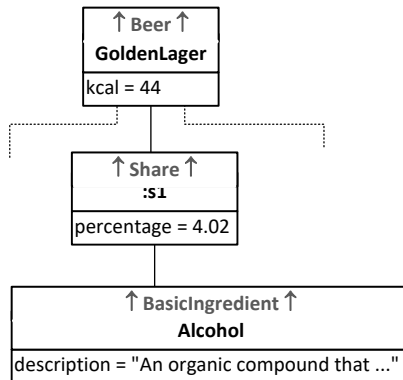 ↑ Beer ↑
GoldenLager
kcal = 44
↑ Share ↑
:s1
percentage = 4.02
↑ BasicIngredient ↑
Alcohol
description = "An organic compound that ..."